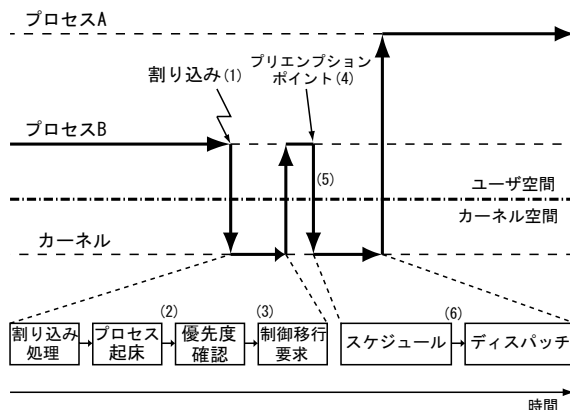 プロセスA
割り込み(1)
プリエンプション
ポイント(4)
プロセスB
(5)
ユーザ空間
カーネル空間
カーネル
(2)
(3)
(6)
割り込み
処理
プロセス
起床
優先度
確認
制御移行
要求
スケジュール
ディスパッチ
時間